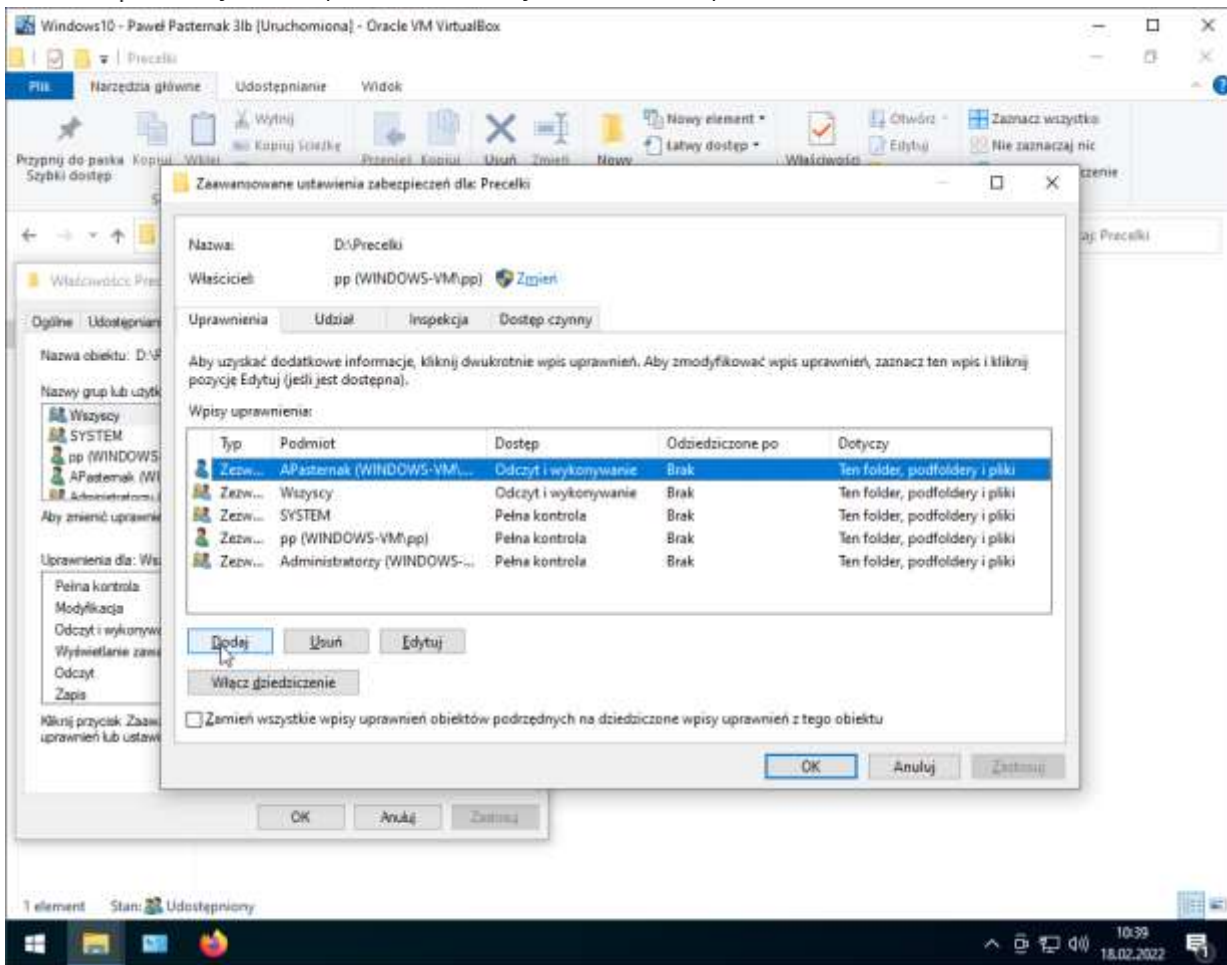 Windows10 - Paweł Pasternak 3lb [Uruchomiona] - Oracle VM VirtualBox
Precelki
Plik Narzędzia główne Udostępnianie Widok
Wytnij Nowy element Otwórz Zaznacz wszystko
Kopiuj ścieżkę Łatwy dostęp Edytuj Nie zaznaczaj nic
Przypnij do paska Kopiuj Wklej Przenieś Kopiuj Usuń Zmień Nowy Właściwości
Szybki dostęp
Zaawansowane ustawienia zabezpieczeń dla: Precelki
Nazwa: D:\Precelki
Właściciel: pp (WINDOWS-VM\pp) Zmień
Uprawnienia Udział Inspekcja Dostęp czynny
Aby uzyskać dodatkowe informacje, kliknij dwukrotnie wpis uprawnień. Aby zmodyfikować wpis uprawnień, zaznacz ten wpis i kliknij
pozycję Edytuj (jeśli jest dostępna).
Wpisy uprawnienia:
Typ Podmiot Dostęp Odziedziczone po Dotyczy
Zezw... APasternak (WINDOWS-VM\... Odczyt i wykonywanie Brak Ten folder, podfoldery i pliki
Zezw... Wszyscy Odczyt i wykonywanie Brak Ten folder, podfoldery i pliki
Zezw... SYSTEM Pełna kontrola Brak Ten folder, podfoldery i pliki
Zezw... pp (WINDOWS-VM\pp) Pełna kontrola Brak Ten folder, podfoldery i pliki
Zezw... Administratorzy (WINDOWS-... Pełna kontrola Brak Ten folder, podfoldery i pliki
Dodaj Usuń Edytuj
Włącz dziedziczenie
Zamień wszystkie wpisy uprawnień obiektów podrzędnych na dziedziczone wpisy uprawnień z tego obiektu
OK Anuluj Zastosuj
Właściwości: Prec
Ogólne Udostępnian
Nazwa obiektu: D:\P
Nazwy grup lub użytk
Wszyscy
SYSTEM
pp (WINDOWS
APasternak (WI
Administratorzy
Aby zmienić uprawnie
Uprawnienia dla: Wsz
Pełna kontrola
Modyfikacja
Odczyt i wykonywa
Wyświetlanie zawa
Odczyt
Zapis
Kliknij przycisk Zaaw
uprawnień lub ustawi
OK Anuluj Zastosuj
1 element Stan: Udostępniony
10:39
18.02.2022